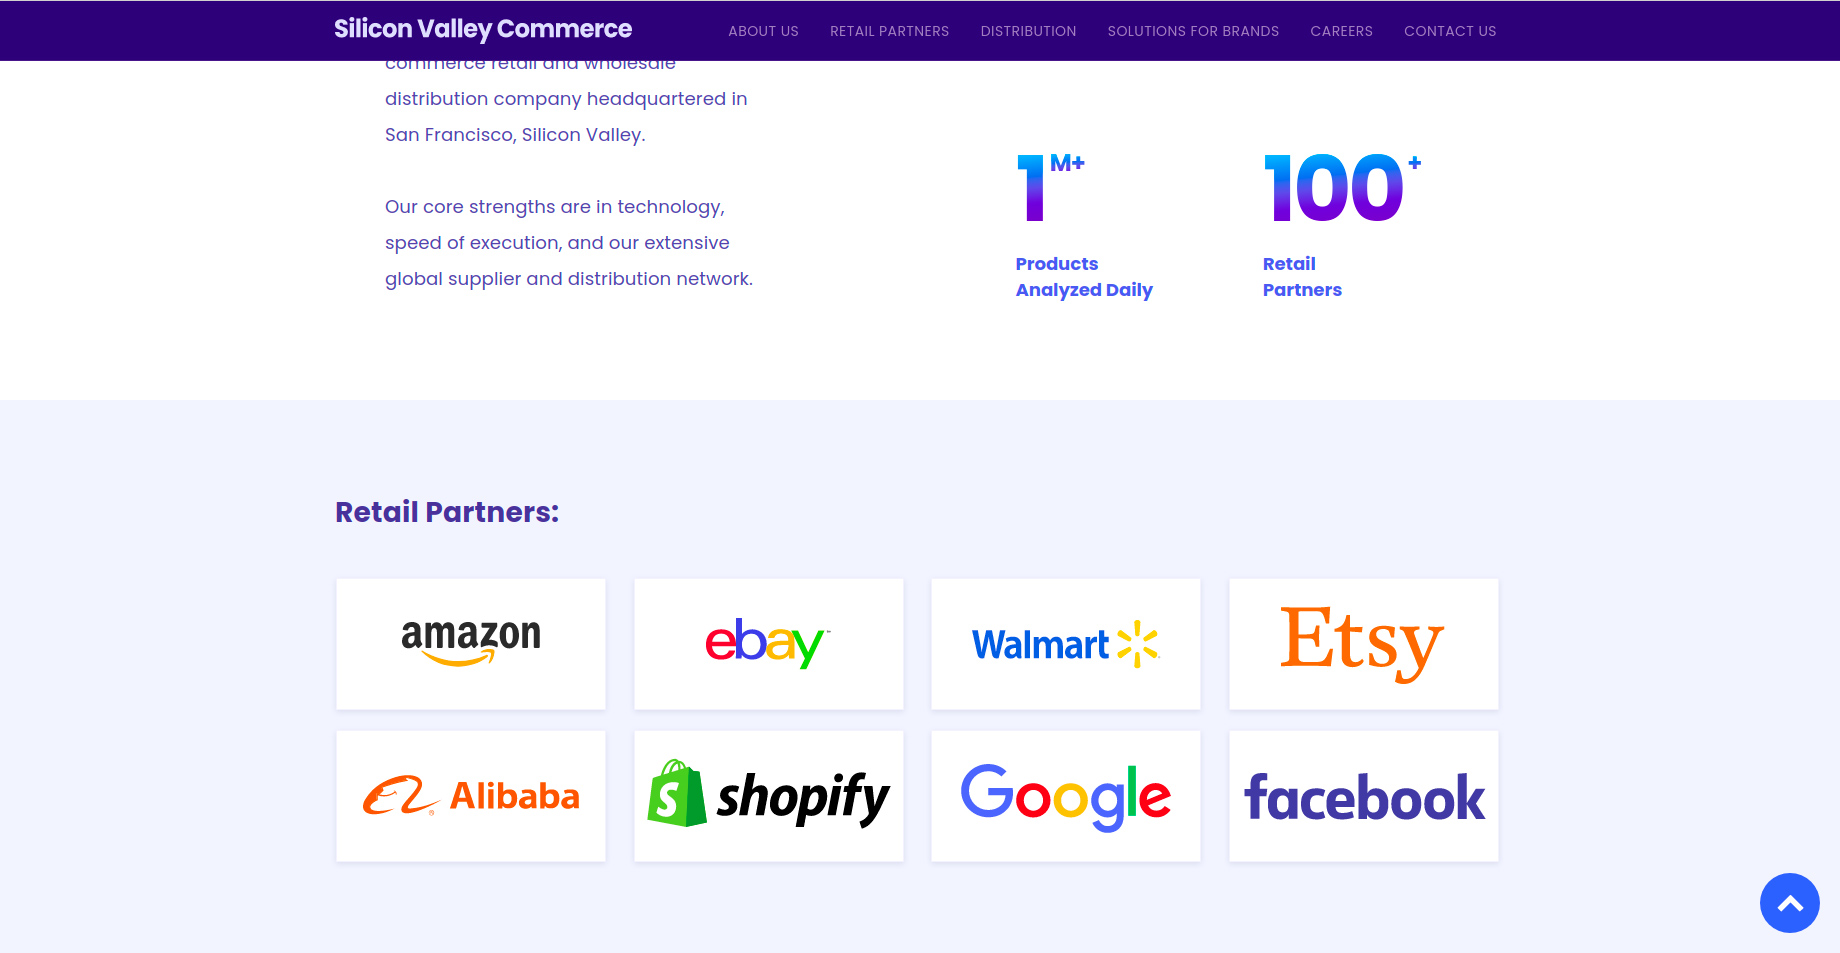 Silicon Valley Commerce
ABOUT US
RETAIL PARTNERS
DISTRIBUTION
SOLUTIONS FOR BRANDS
CAREERS
CONTACT US
commerce retail and wholesale
distribution company headquartered in
San Francisco, Silicon Valley.
Our core strengths are in technology,
speed of execution, and our extensive
global supplier and distribution network.
1 M+
Products
Analyzed Daily
100 +
Retail
Partners
Retail Partners:
amazon
ebay™
Walmart
Etsy
Alibaba®
shopify
Google
facebook